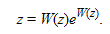 z = W(z)e^{W(z)}.